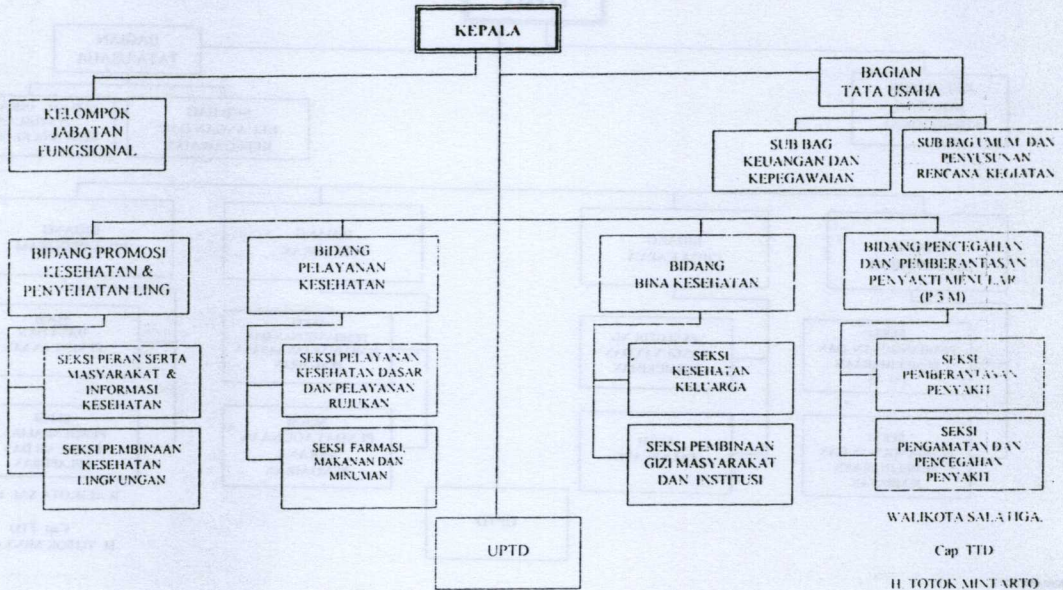 KEPALA
BAGIAN
TATA USAHA
KELOMPOK
JABATAN
FUNGSIONAL
SUB BAG
KEUANGAN DAN
KEPEGAWAIAN
SUB BAG UMUM DAN
PENYUSUNAN
RENCANA KEGIATAN
BIDANG PROMOSI
KESEHATAN &
PENYEHATAN LING
BIDANG
PELAYANAN
KESEHATAN
BIDANG
BINA KESEHATAN
BIDANG PENCEGAHAN
DAN PEMBERANTASAN
PENYAKTI MENULAR
(P 3 M)
SEKSI PERAN SERTA
MASYARAKAT &
INFORMASI
KESEHATAN
SEKSI PELAYANAN
KESEHATAN DASAR
DAN PELAYANAN
RUJUKAN
SEKSI
KESEHATAN
KELUARGA
SEKSI
PEMBERANTASAN
PENYAKIT
SEKSI PEMBINAAN
KESEHATAN
LINGKUNGAN
SEKSI FARMASI,
MAKANAN DAN
MINUMAN
SEKSI PEMBINAAN
GIZI MASYARAKAT
DAN INSTITUSI
SEKSI
PENGAMATAN DAN
PENCEGAHAN
PENYAKIT
UPTD
WALIKOTA SALATIGA.
Cap TTD
H. TOTOK MINTARTO